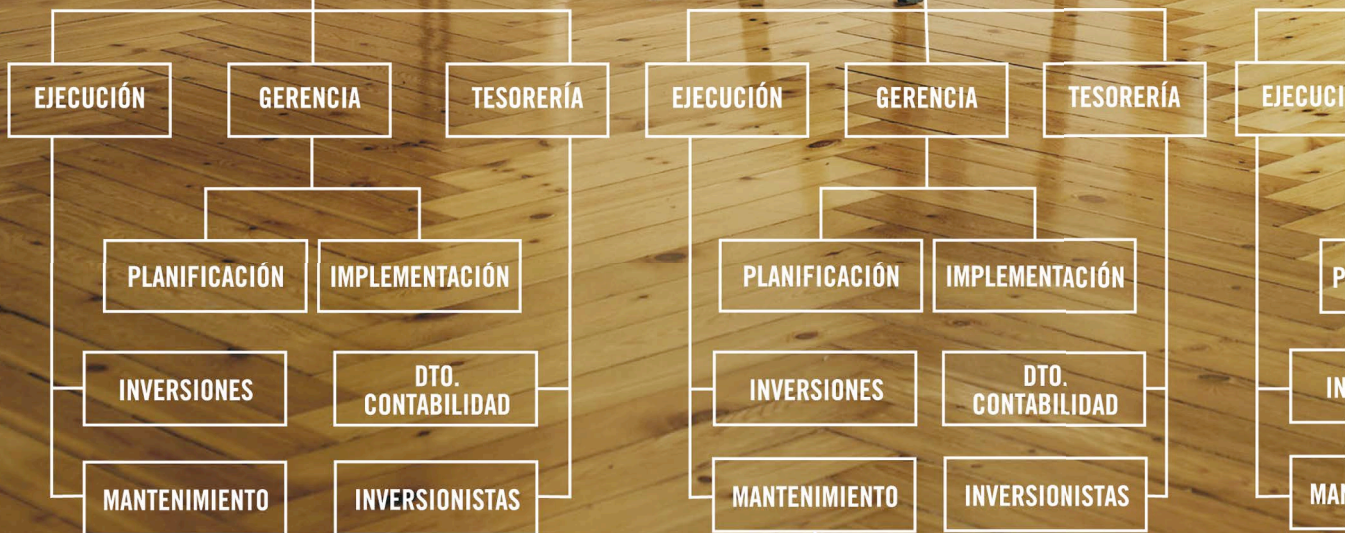 EJECUCIÓN GERENCIA TESORERÍA EJECUCIÓN GERENCIA TESORERÍA
PLANIFICACIÓN IMPLEMENTACIÓN PLANIFICACIÓN IMPLEMENTACIÓN
INVERSIONES DTO. CONTABILIDAD INVERSIONES DTO. CONTABILIDAD
MANTENIMIENTO INVERSIONISTAS MANTENIMIENTO INVERSIONISTAS